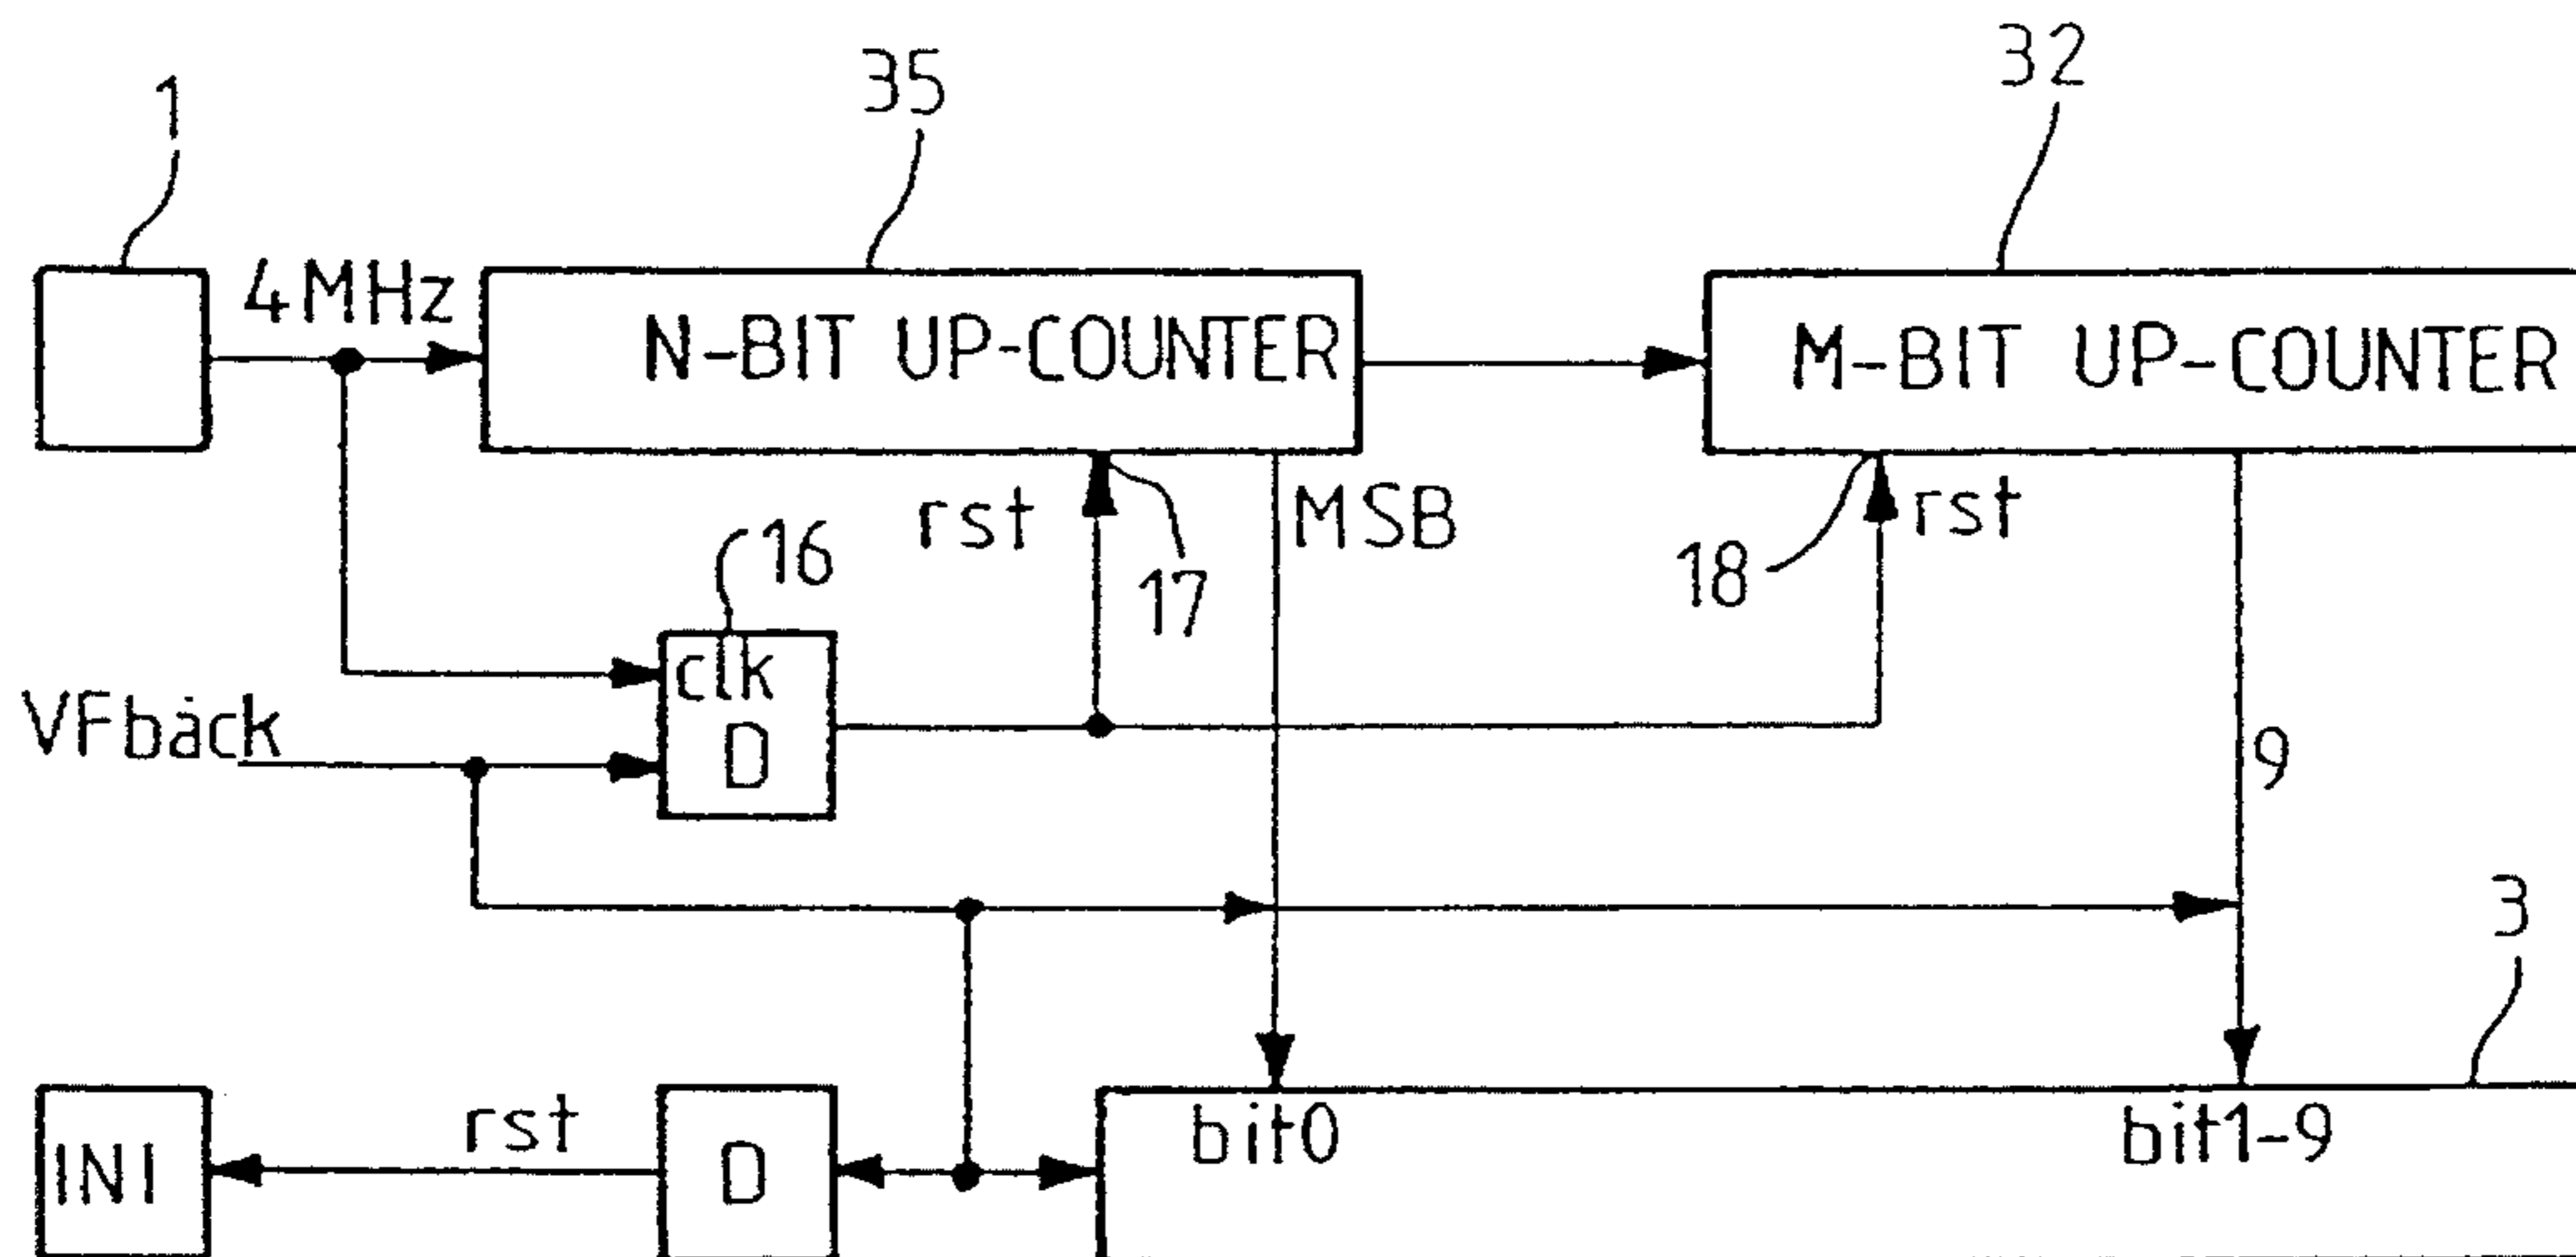 1
35
32
4MHz
N-BIT UP-COUNTER
M-BIT UP-COUNTER
rst
17
MSB
18
rst
16
clk
D
VFback
9
3
INI
rst
D
bit0
bit1-9